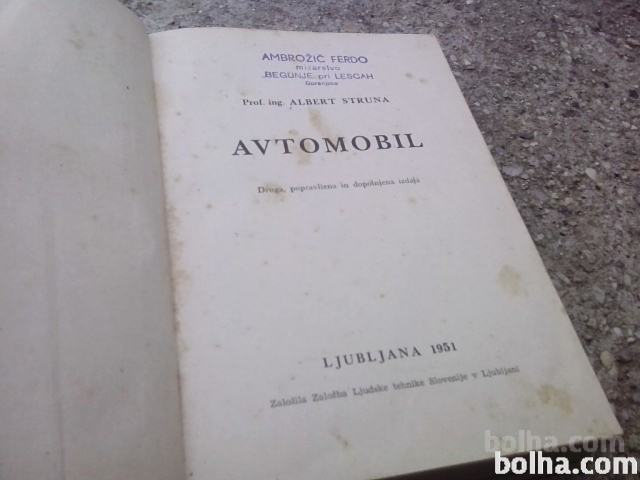 AMBROŽIČ FERDO
mizarstvo
BEGUNJE pri LESCAH
Gorenjsko
Prof. ing. ALBERT STRUNA
AVTOMOBIL
Druga, popravljena in dopolnjena izdaja
LJUBLJANA 1951
Založila Založba Ljudske tehnike Slovenije v Ljubljani
bolha.com
bolha.com